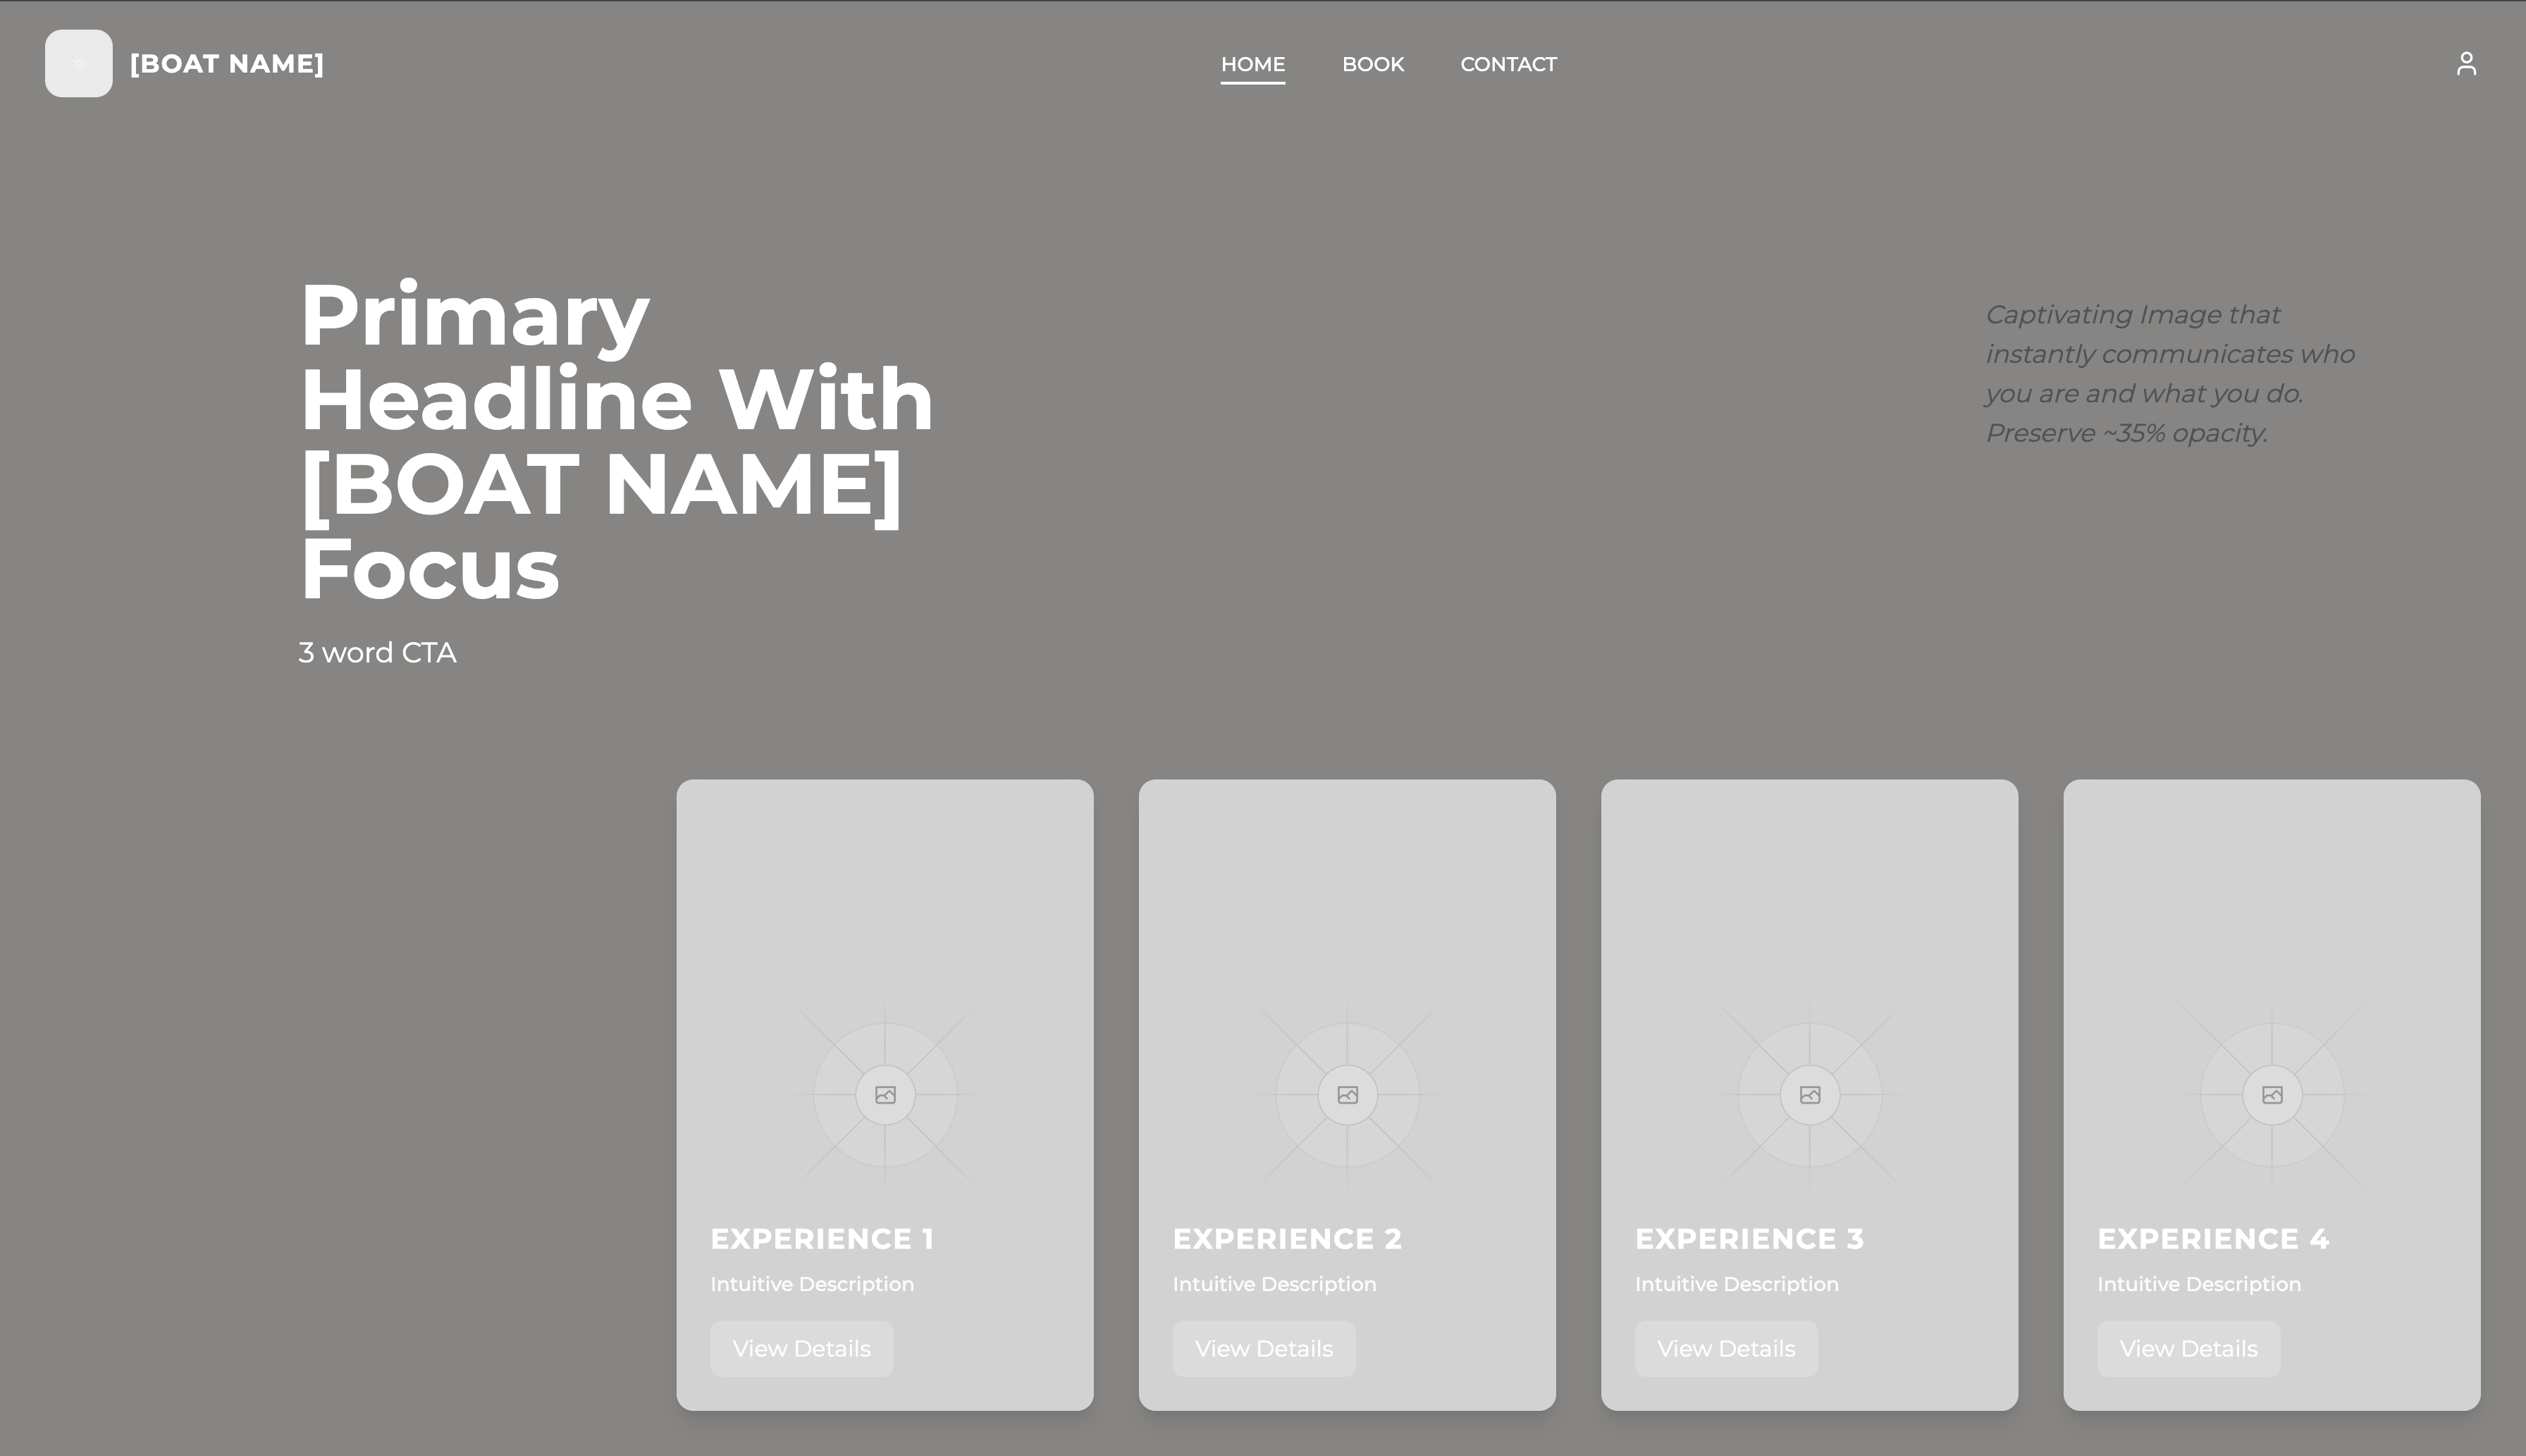 [BOAT NAME]
HOME
BOOK
CONTACT
Primary
Headline With
[BOAT NAME]
Focus
3 word CTA
Captivating Image that
instantly communicates who
you are and what you do.
Preserve ~35% opacity.
EXPERIENCE 1
Intuitive Description
View Details
EXPERIENCE 2
Intuitive Description
View Details
EXPERIENCE 3
Intuitive Description
View Details
EXPERIENCE 4
Intuitive Description
View Details